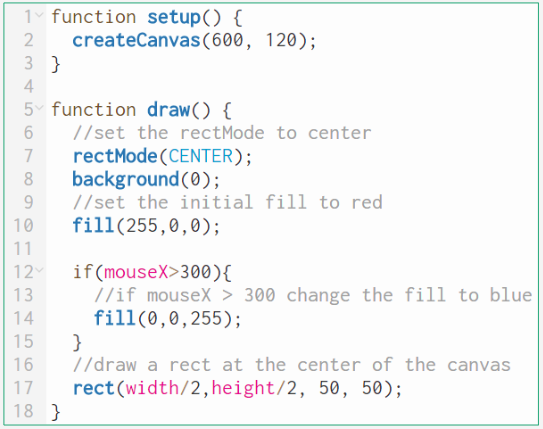 1 function setup() {
2   createCanvas(600, 120);
3 }
4
5 function draw() {
6   //set the rectMode to center
7   rectMode(CENTER);
8   background(0);
9   //set the initial fill to red
10   fill(255,0,0);
11
12   if(mouseX>300){
13     //if mouseX > 300 change the fill to blue
14     fill(0,0,255);
15   }
16   //draw a rect at the center of the canvas
17   rect(width/2,height/2, 50, 50);
18 }